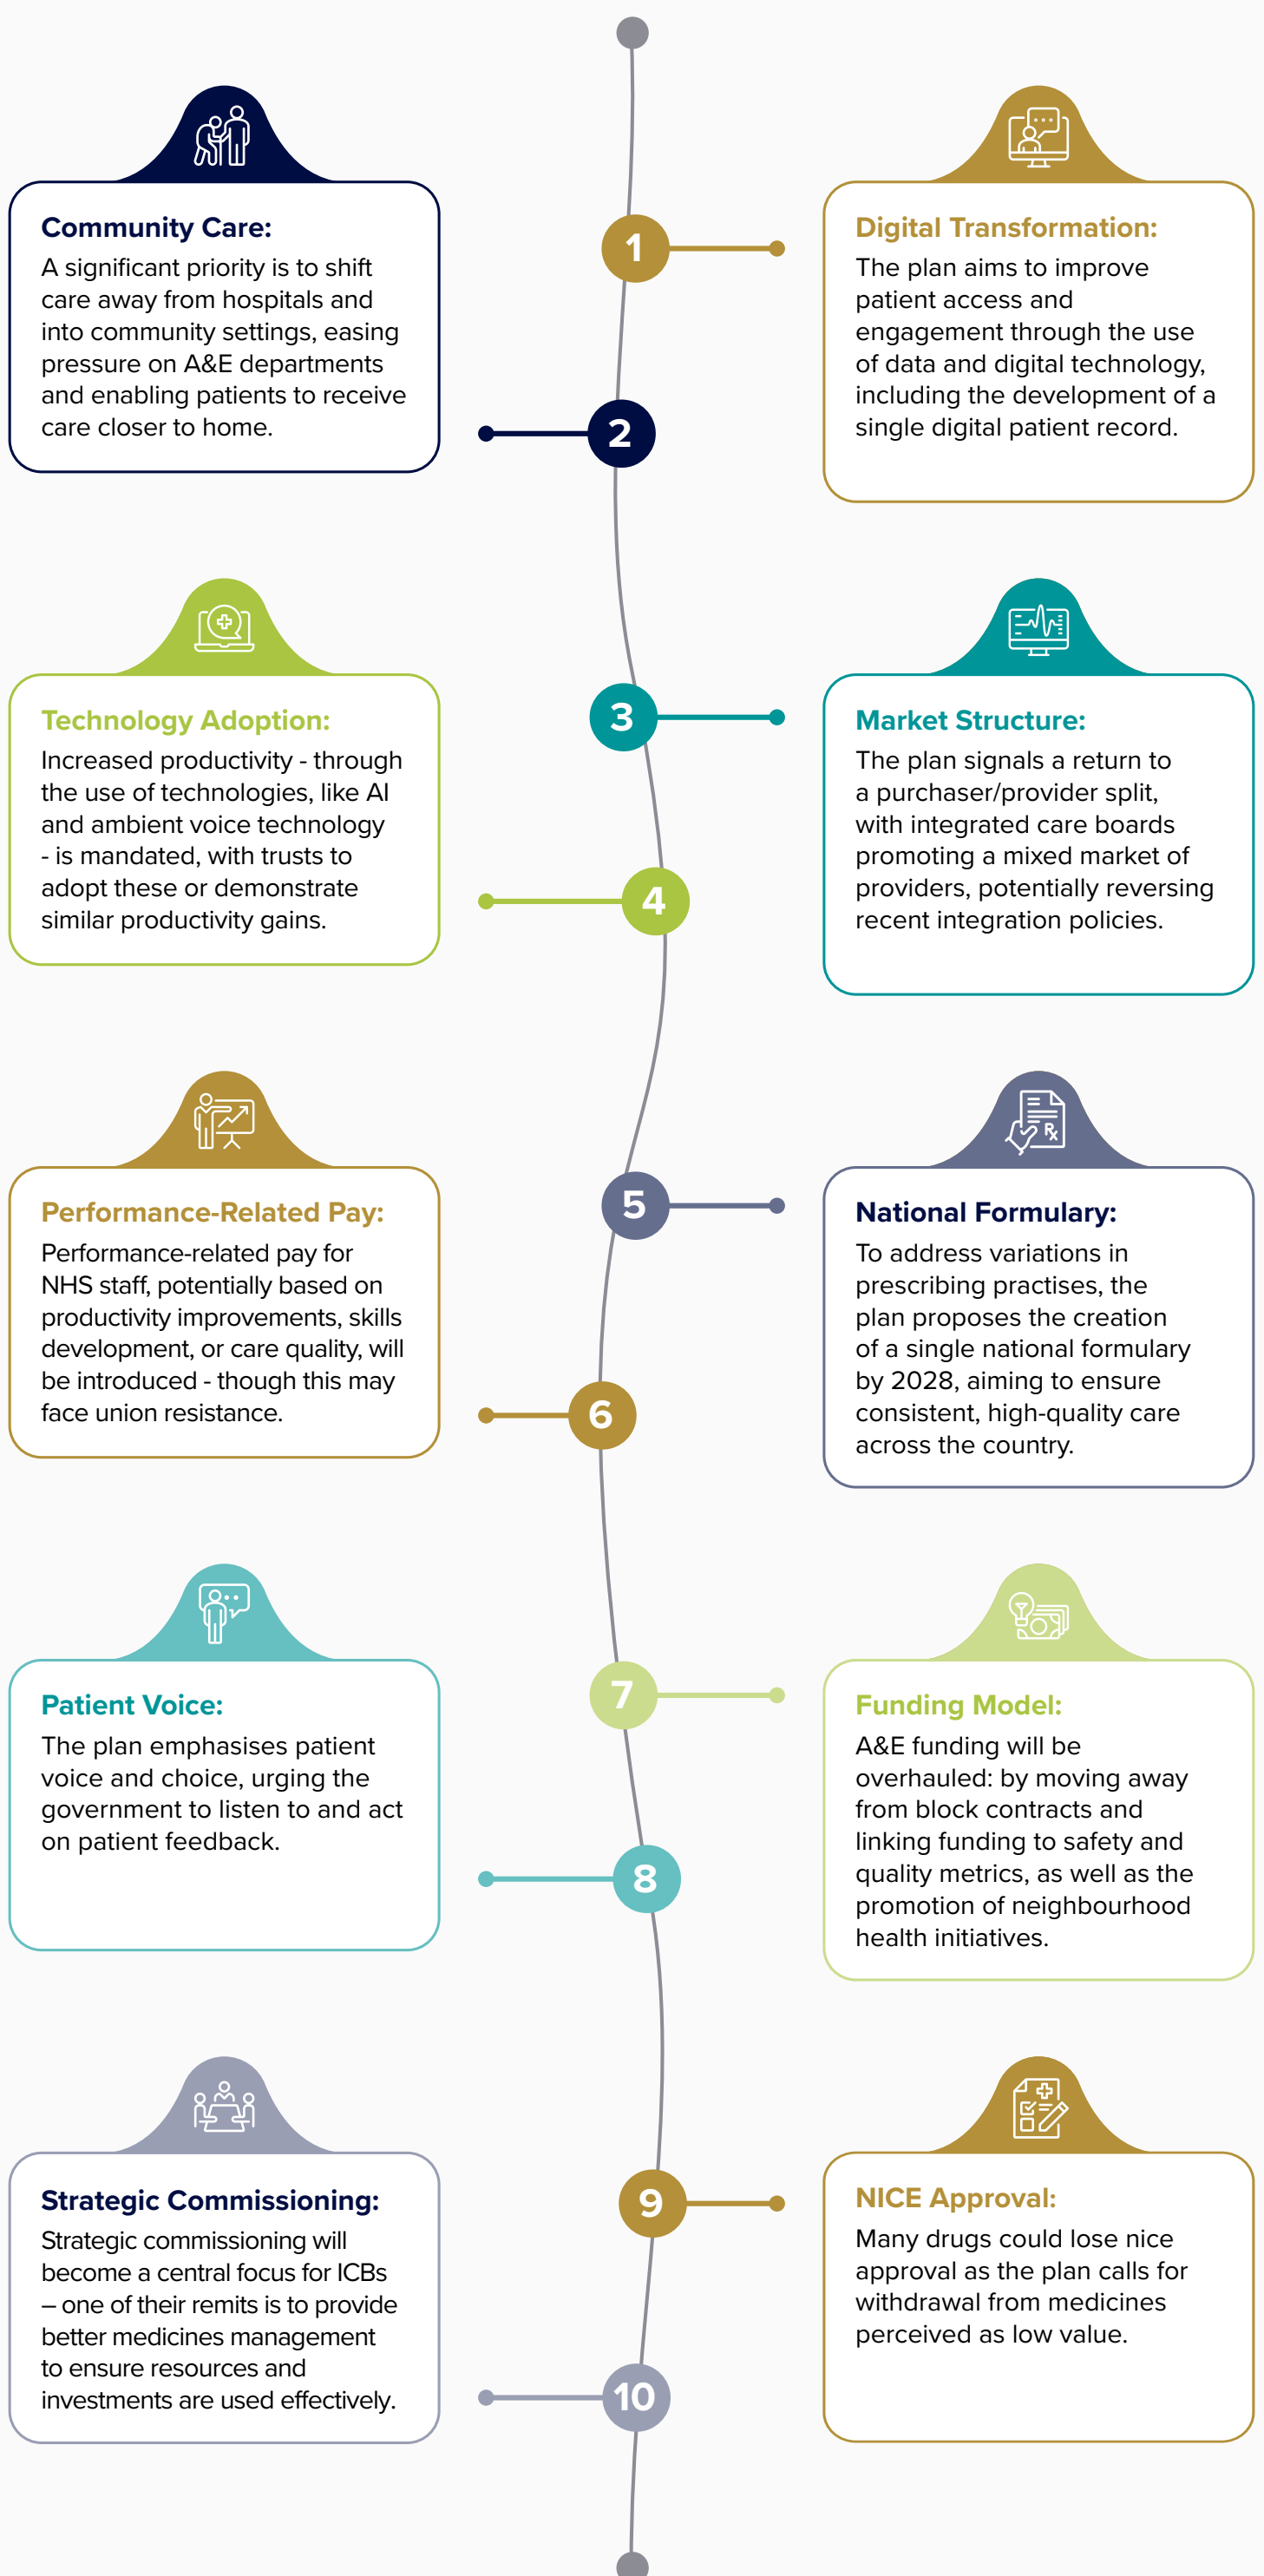 1
Digital Transformation:
The plan aims to improve
patient access and
engagement through the use
of data and digital technology,
including the development of a
single digital patient record.
2
Community Care:
A significant priority is to shift
care away from hospitals and
into community settings, easing
pressure on A&E departments
and enabling patients to receive
care closer to home.
3
Market Structure:
The plan signals a return to
a purchaser/provider split,
with integrated care boards
promoting a mixed market of
providers, potentially reversing
recent integration policies.
4
Technology Adoption:
Increased productivity - through
the use of technologies, like AI
and ambient voice technology
- is mandated, with trusts to
adopt these or demonstrate
similar productivity gains.
5
Rx
National Formulary:
To address variations in
prescribing practises, the
plan proposes the creation
of a single national formulary
by 2028, aiming to ensure
consistent, high-quality care
across the country.
6
Performance-Related Pay:
Performance-related pay for
NHS staff, potentially based on
productivity improvements, skills
development, or care quality, will
be introduced - though this may
face union resistance.
7
Funding Model:
A&E funding will be
overhauled: by moving away
from block contracts and
linking funding to safety and
quality metrics, as well as the
promotion of neighbourhood
health initiatives.
8
Patient Voice:
The plan emphasises patient
voice and choice, urging the
government to listen to and act
on patient feedback.
9
NICE Approval:
Many drugs could lose nice
approval as the plan calls for
withdrawal from medicines
perceived as low value.
10
Strategic Commissioning:
Strategic commissioning will
become a central focus for ICBs
– one of their remits is to provide
better medicines management
to ensure resources and
investments are used effectively.